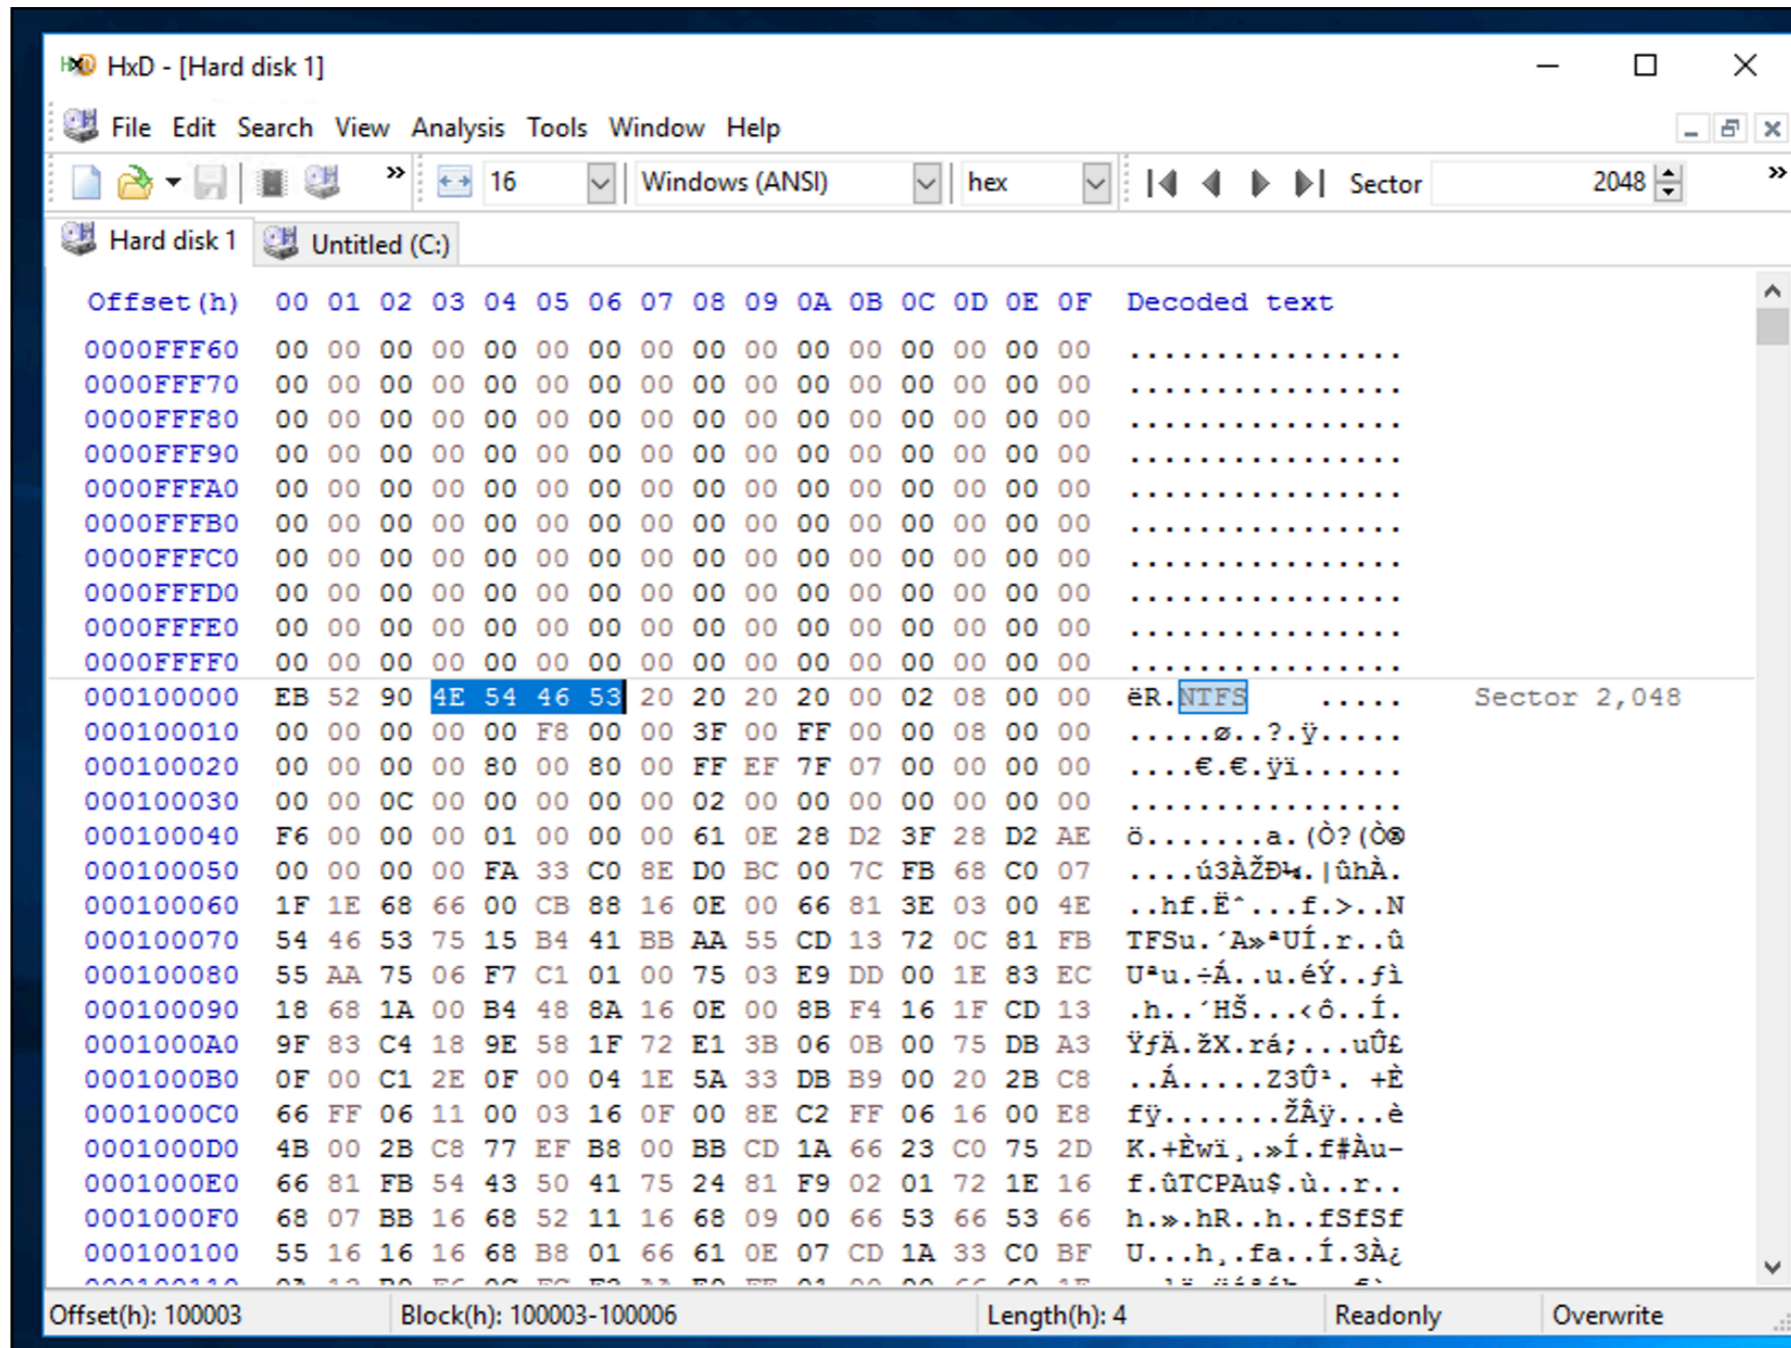 HxD - [Hard disk 1]
File Edit Search View Analysis Tools Window Help
16 Windows (ANSI) hex Sector 2048
Hard disk 1 Untitled (C:)
Offset(h) 00 01 02 03 04 05 06 07 08 09 0A 0B 0C 0D 0E 0F Decoded text
0000FFF60 00 00 00 00 00 00 00 00 00 00 00 00 00 00 00 00 ................
0000FFF70 00 00 00 00 00 00 00 00 00 00 00 00 00 00 00 00 ................
0000FFF80 00 00 00 00 00 00 00 00 00 00 00 00 00 00 00 00 ................
0000FFF90 00 00 00 00 00 00 00 00 00 00 00 00 00 00 00 00 ................
0000FFFA0 00 00 00 00 00 00 00 00 00 00 00 00 00 00 00 00 ................
0000FFFB0 00 00 00 00 00 00 00 00 00 00 00 00 00 00 00 00 ................
0000FFFC0 00 00 00 00 00 00 00 00 00 00 00 00 00 00 00 00 ................
0000FFFD0 00 00 00 00 00 00 00 00 00 00 00 00 00 00 00 00 ................
0000FFFE0 00 00 00 00 00 00 00 00 00 00 00 00 00 00 00 00 ................
0000FFFF0 00 00 00 00 00 00 00 00 00 00 00 00 00 00 00 00 ................
000100000 EB 52 90 4E 54 46 53 20 20 20 20 00 02 08 00 00 ëR.NTFS    ..... Sector 2,048
000100010 00 00 00 00 00 F8 00 00 3F 00 FF 00 00 08 00 00 .....ø..?.ÿ.....
000100020 00 00 00 00 80 00 80 00 FF EF 7F 07 00 00 00 00 ....€.€.ÿï......
000100030 00 00 0C 00 00 00 00 00 02 00 00 00 00 00 00 00 ................
000100040 F6 00 00 00 01 00 00 00 61 0E 28 D2 3F 28 D2 AE ö.......a.(Ò?(Ò®
000100050 00 00 00 00 FA 33 C0 8E D0 BC 00 7C FB 68 C0 07 ....ú3ÀŽÐ¼.|ûhÀ.
000100060 1F 1E 68 66 00 CB 88 16 0E 00 66 81 3E 03 00 4E ..hf.Ëˆ...f.>..N
000100070 54 46 53 75 15 B4 41 BB AA 55 CD 13 72 0C 81 FB TFSu.´A»ªUÍ.r..û
000100080 55 AA 75 06 F7 C1 01 00 75 03 E9 DD 00 1E 83 EC Uªu.÷Á..u.éÝ..ƒì
000100090 18 68 1A 00 B4 48 8A 16 0E 00 8B F4 16 1F CD 13 .h..´HŠ...‹ô..Í.
0001000A0 9F 83 C4 18 9E 58 1F 72 E1 3B 06 0B 00 75 DB A3 ŸƒÄ.žX.rá;...uÛ£
0001000B0 0F 00 C1 2E 0F 00 04 1E 5A 33 DB B9 00 20 2B C8 ..Á.....Z3Û¹. +È
0001000C0 66 FF 06 11 00 03 16 0F 00 8E C2 FF 06 16 00 E8 fÿ.......ŽÂÿ...è
0001000D0 4B 00 2B C8 77 EF B8 00 BB CD 1A 66 23 C0 75 2D K.+Èwï¸.»Í.f#Àu-
0001000E0 66 81 FB 54 43 50 41 75 24 81 F9 02 01 72 1E 16 f.ûTCPAu$.ù..r..
0001000F0 68 07 BB 16 68 52 11 16 68 09 00 66 53 66 53 66 h.».hR..h..fSfSf
000100100 55 16 16 16 68 B8 01 66 61 0E 07 CD 1A 33 C0 BF U...h¸.fa..Í.3À¿
Offset(h): 100003 Block(h): 100003-100006 Length(h): 4 Readonly Overwrite